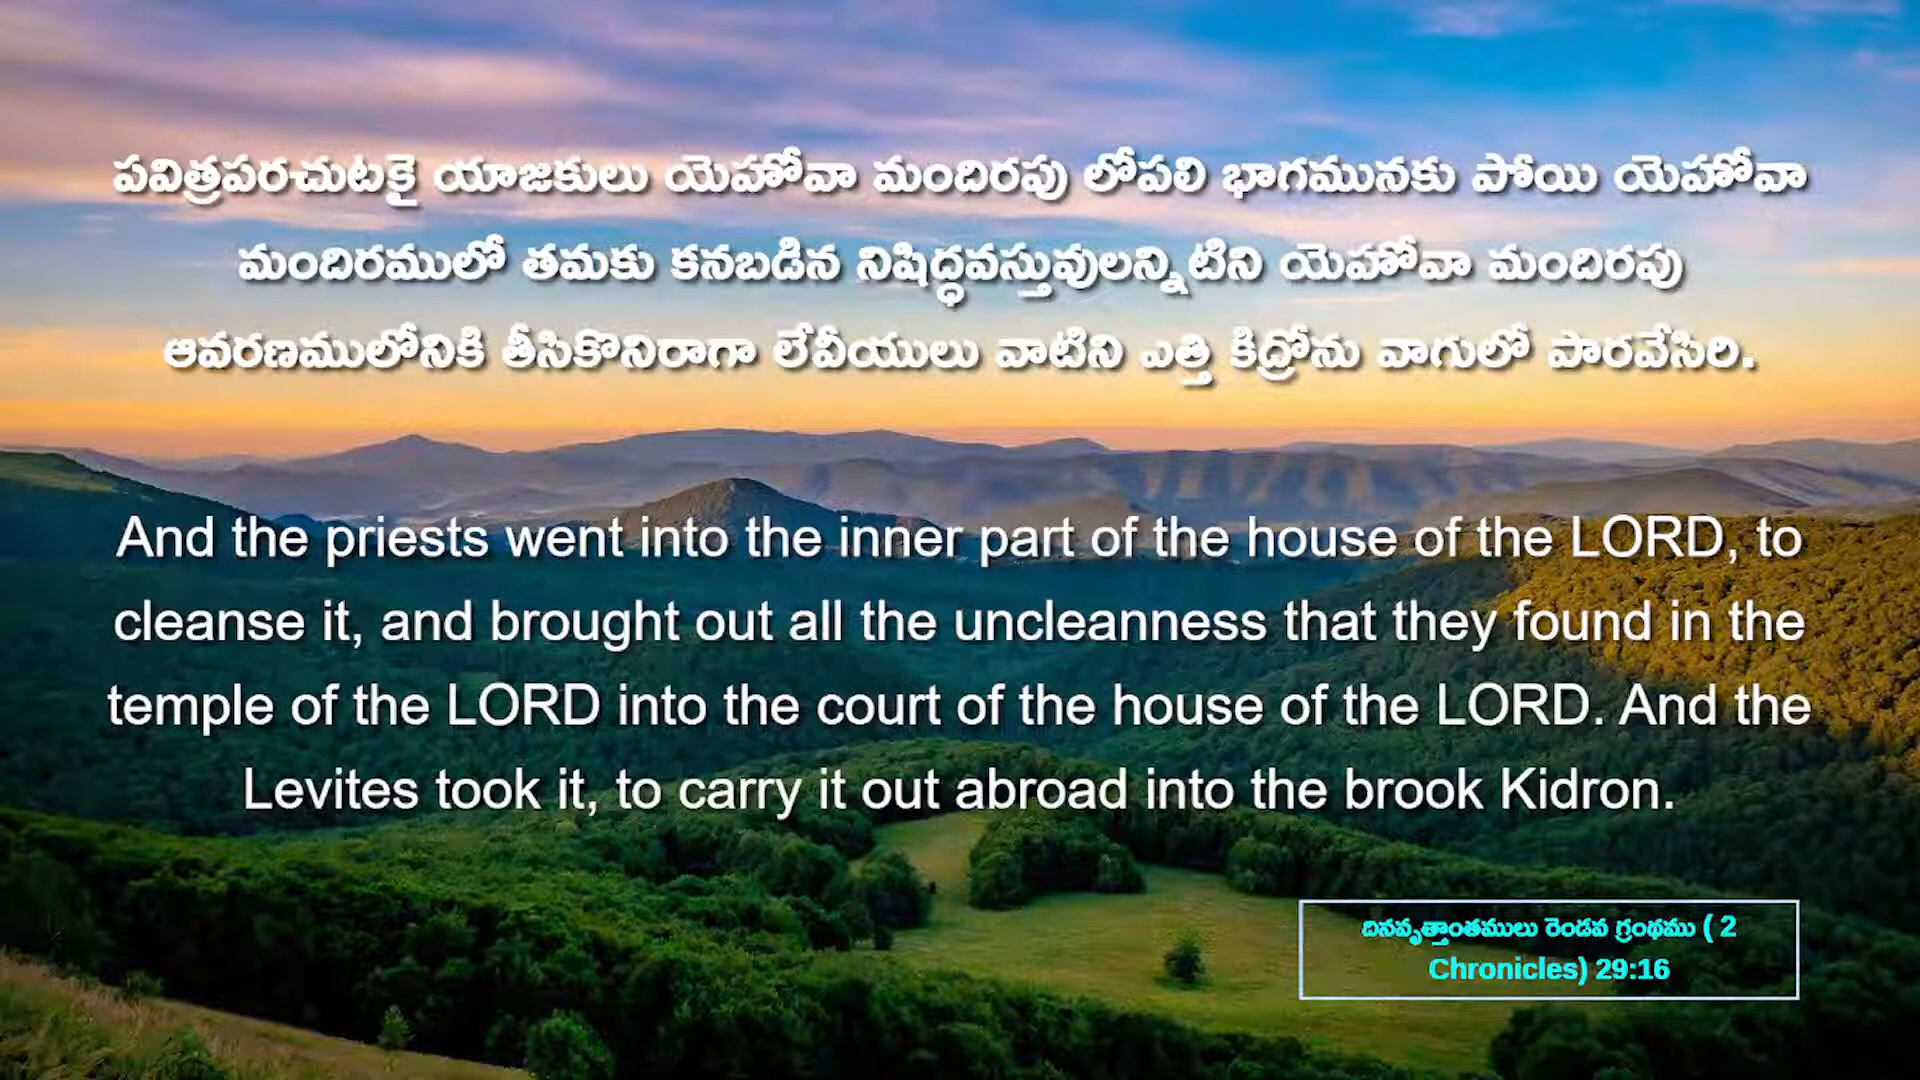 పవిత్రపరచుటకై యాజకులు యెహోవా మందిరపు లోపలి భాగమునకు పోయి యెహోవా
మందిరములో తమకు కనబడిన నిషిద్ధవస్తువులన్నిటిని యెహోవా మందిరపు
ఆవరణములోనికి తీసికొనిరాగా లేవీయులు వాటిని ఎత్తి కిద్రోను వాగులో పారవేసిరి.
And the priests went into the inner part of the house of the LORD, to
cleanse it, and brought out all the uncleanness that they found in the
temple of the LORD into the court of the house of the LORD. And the
Levites took it, to carry it out abroad into the brook Kidron.
దినవృత్తాంతములు రెండవ గ్రంథము ( 2
Chronicles) 29:16